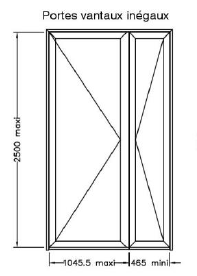 Portes vantaux inégaux
2500 maxi
1045.5 maxi
465 mini